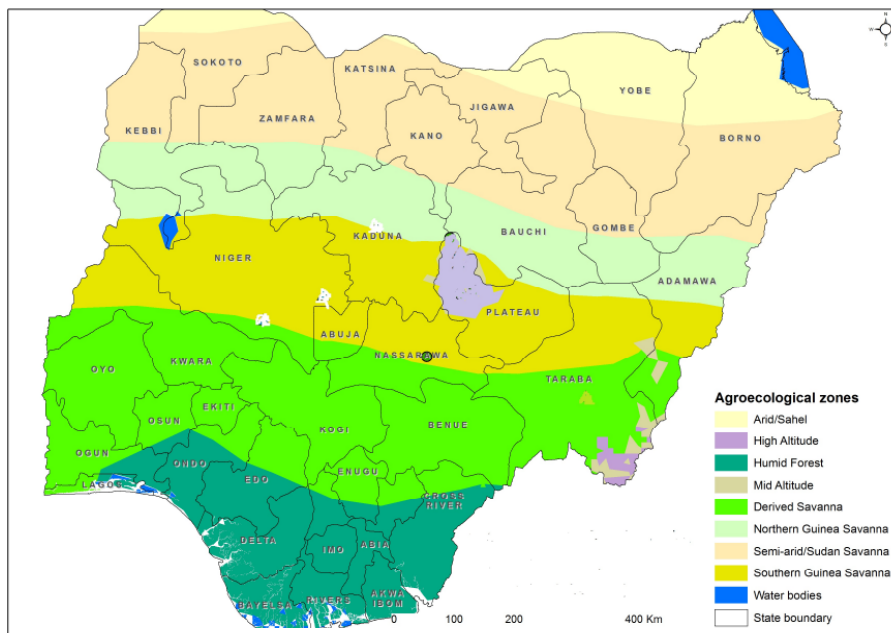 N
W
S
SOKOTO
KATSINA
YOBE
JIGAWA
ZAMFARA
KEBBI
KANO
BORNO
KADUNA
BAUCHI
GOMBE
NIGER
ADAMAWA
PLATEAU
ABUJA
NASSARAWA
KWARA
OYO
TARABA
EKITI
OSUN
KOGI
BENUE
OGUN
ONDO
ENUGU
EDO
LAGOS
CROSS
RIVER
DELTA
IMO
ABIA
AKWA
IBOM
BAYELSA
RIVERS
0 100 200 400 Km
Agroecological zones
Arid/Sahel
High Altitude
Humid Forest
Mid Altitude
Derived Savanna
Northern Guinea Savanna
Semi-arid/Sudan Savanna
Southern Guinea Savanna
Water bodies
State boundary